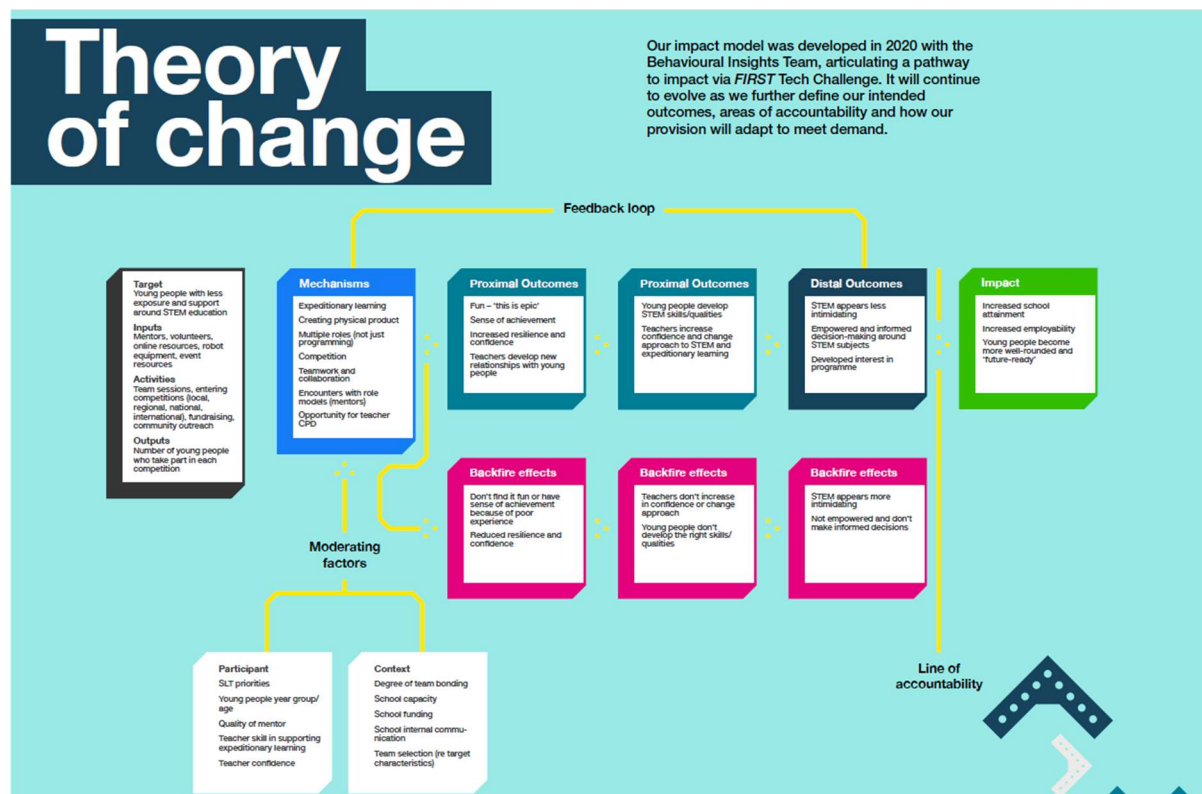 Theory
of change
Our impact model was developed in 2020 with the
Behavioural Insights Team, articulating a pathway
to impact via FIRST Tech Challenge. It will continue
to evolve as we further define our intended
outcomes, areas of accountability and how our
provision will adapt to meet demand.
Feedback loop
Target
Young people with less
exposure and support
around STEM education
Inputs
Mentors, volunteers,
online resources, robot
equipment, event
resources
Activities
Team sessions, entering
competitions (local,
regional, national,
international), fundraising,
community outreach
Outputs
Number of young people
who take part in each
competition
Mechanisms
Expeditionary learning
Creating physical product
Multiple roles (not just
programming)
Competition
Teamwork and
collaboration
Encounters with role
models (mentors)
Opportunity for teacher
CPD
Proximal Outcomes
Fun – ‘this is epic’
Sense of achievement
Increased resilience and
confidence
Teachers develop new
relationships with young
people
Proximal Outcomes
Young people develop
STEM skills/qualities
Teachers increase
confidence and change
approach to STEM and
expeditionary learning
Distal Outcomes
STEM appears less
intimidating
Empowered and informed
decision-making around
STEM subjects
Developed interest in
programme
Impact
Increased school
attainment
Increased employability
Young people become
more well-rounded and
‘future-ready’
Backfire effects
Don’t find it fun or have
sense of achievement
because of poor
experience
Reduced resilience and
confidence
Backfire effects
Teachers don’t increase
in confidence or change
approach
Young people don’t
develop the right skills/
qualities
Backfire effects
STEM appears more
intimidating
Not empowered and don’t
make informed decisions
Moderating
factors
Participant
SLT priorities
Young people year group/
age
Quality of mentor
Teacher skill in supporting
expeditionary learning
Teacher confidence
Context
Degree of team bonding
School capacity
School funding
School internal commu-
nication
Team selection (re target
characteristics)
Line of
accountability